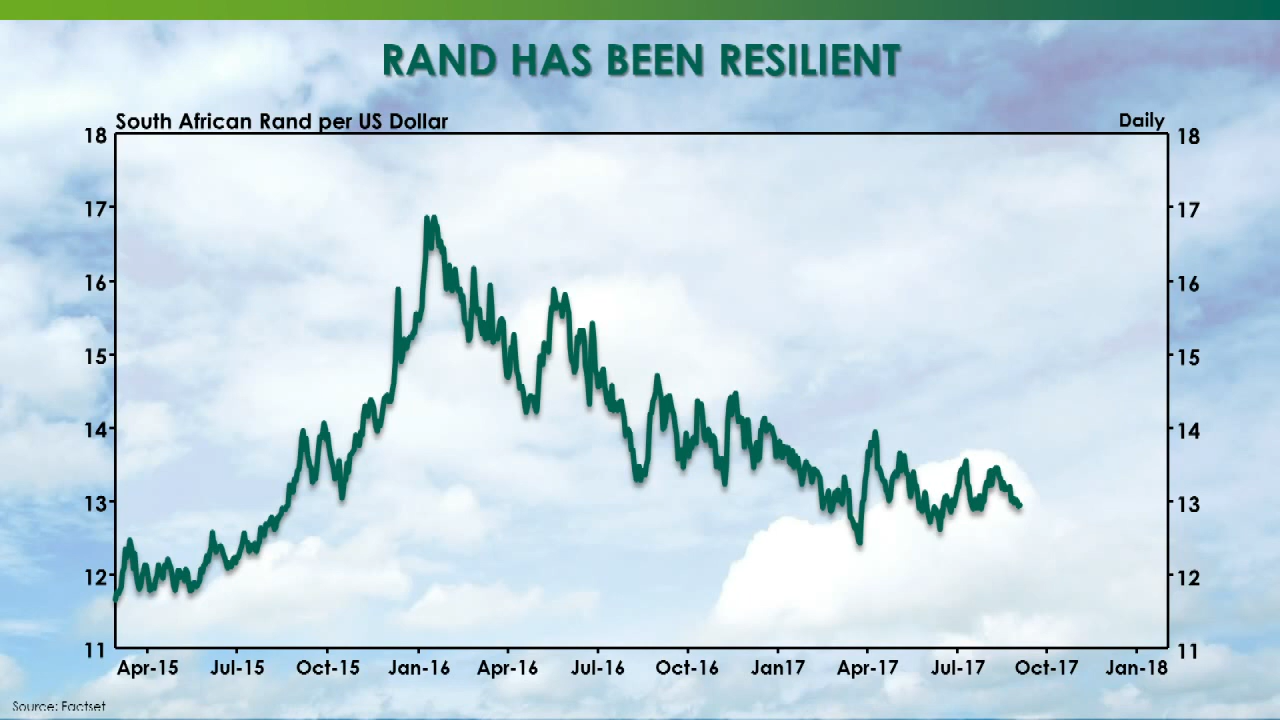 RAND HAS BEEN RESILIENT
South African Rand per US Dollar
Daily
18
18
17
17
16
16
15
15
14
14
13
13
12
12
11
11
Apr-15
Jul-15
Oct-15
Jan-16
Apr-16
Jul-16
Oct-16
Jan17
Apr-17
Jul-17
Oct-17
Jan-18
Source: Factset